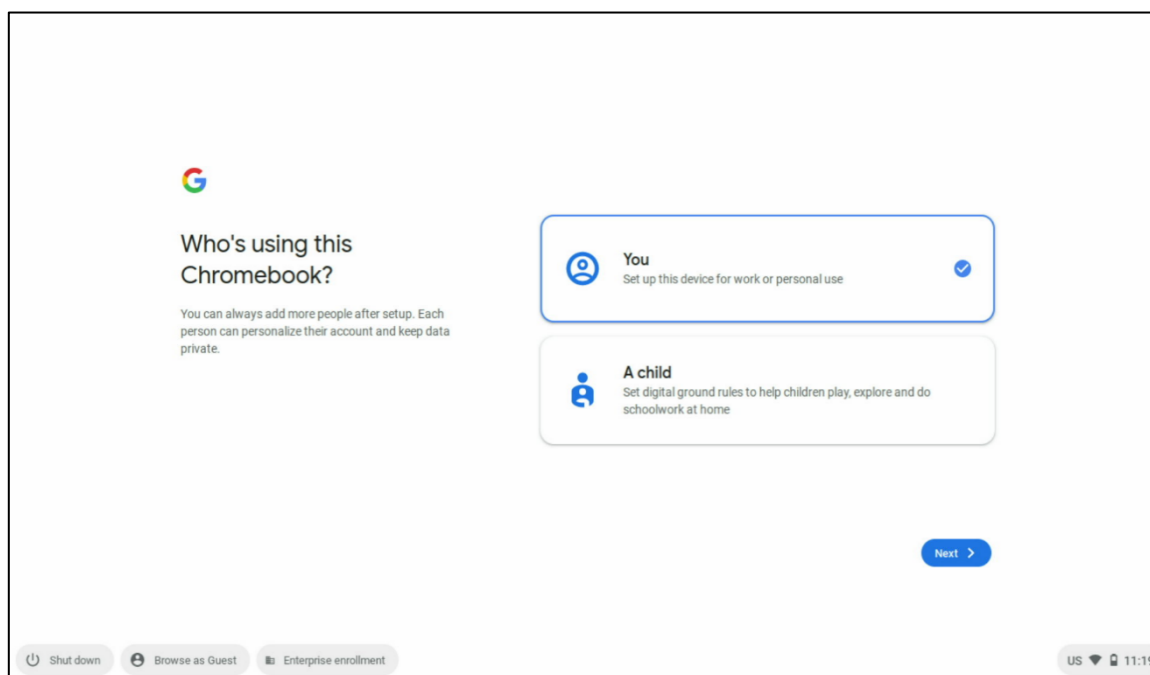 Who's using this
Chromebook?
You can always add more people after setup. Each
person can personalize their account and keep data
private.
You
Set up this device for work or personal use
A child
Set digital ground rules to help children play, explore and do
schoolwork at home
Next
Shut down
Browse as Guest
Enterprise enrollment
US
11:19